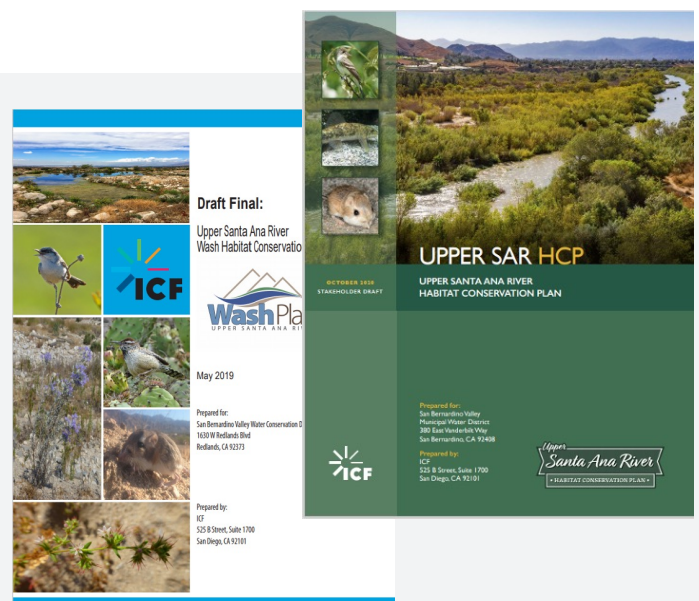 Draft Final:
Upper Santa Ana River
Wash Habitat Conservatio
WashPla
UPPER SANTA ANA RI
May 2019
Prepared for:
San Bernardino Valley Water Conservation D
1630 W Redlands Blvd
Redlands, CA 92373
Prepared by:
ICF
525 B Street, Suite 1700
San Diego, CA 92101
ICF
UPPER SAR HCP
OCTOBER 2020
STAKEHOLDER DRAFT
UPPER SANTA ANA RIVER
HABITAT CONSERVATION PLAN
Prepared for:
San Bernardino Valley
Municipal Water District
380 East Vanderbilt Way
San Bernardino, CA 92408
Prepared by:
ICF
525 B Street, Suite 1700
San Diego, CA 92101
ICF
Upper
Santa Ana River
• HABITAT CONSERVATION PLAN •